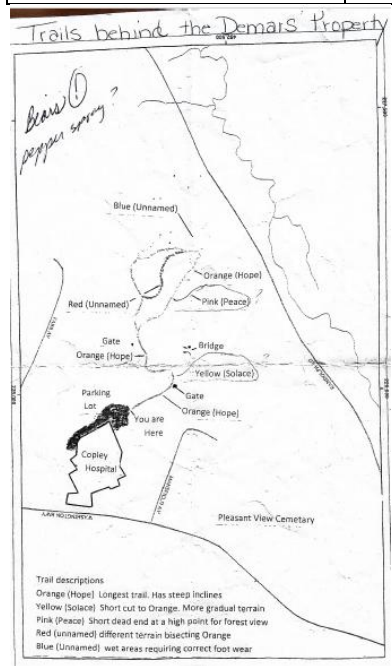 Trails behind the Demars' Property
Bears!
pepper spray?
Blue (Unnamed)
Orange (Hope)
Red (Unnamed)
Pink (Peace)
Gate
Bridge
Orange (Hope)
Yellow (Solace)
Parking
Lot
Gate
Orange (Hope)
You are
Here
Copley
Hospital
WASHINGTON HWY
Pleasant View Cemetary
Trail descriptions
Orange (Hope) Longest trail. Has steep inclines
Yellow (Solace) Short cut to Orange. More gradual terrain
Pink (Peace) Short dead end at a high point for forest view
Red (unnamed) different terrain bisecting Orange
Blue (Unnamed) wet areas requiring correct foot wear